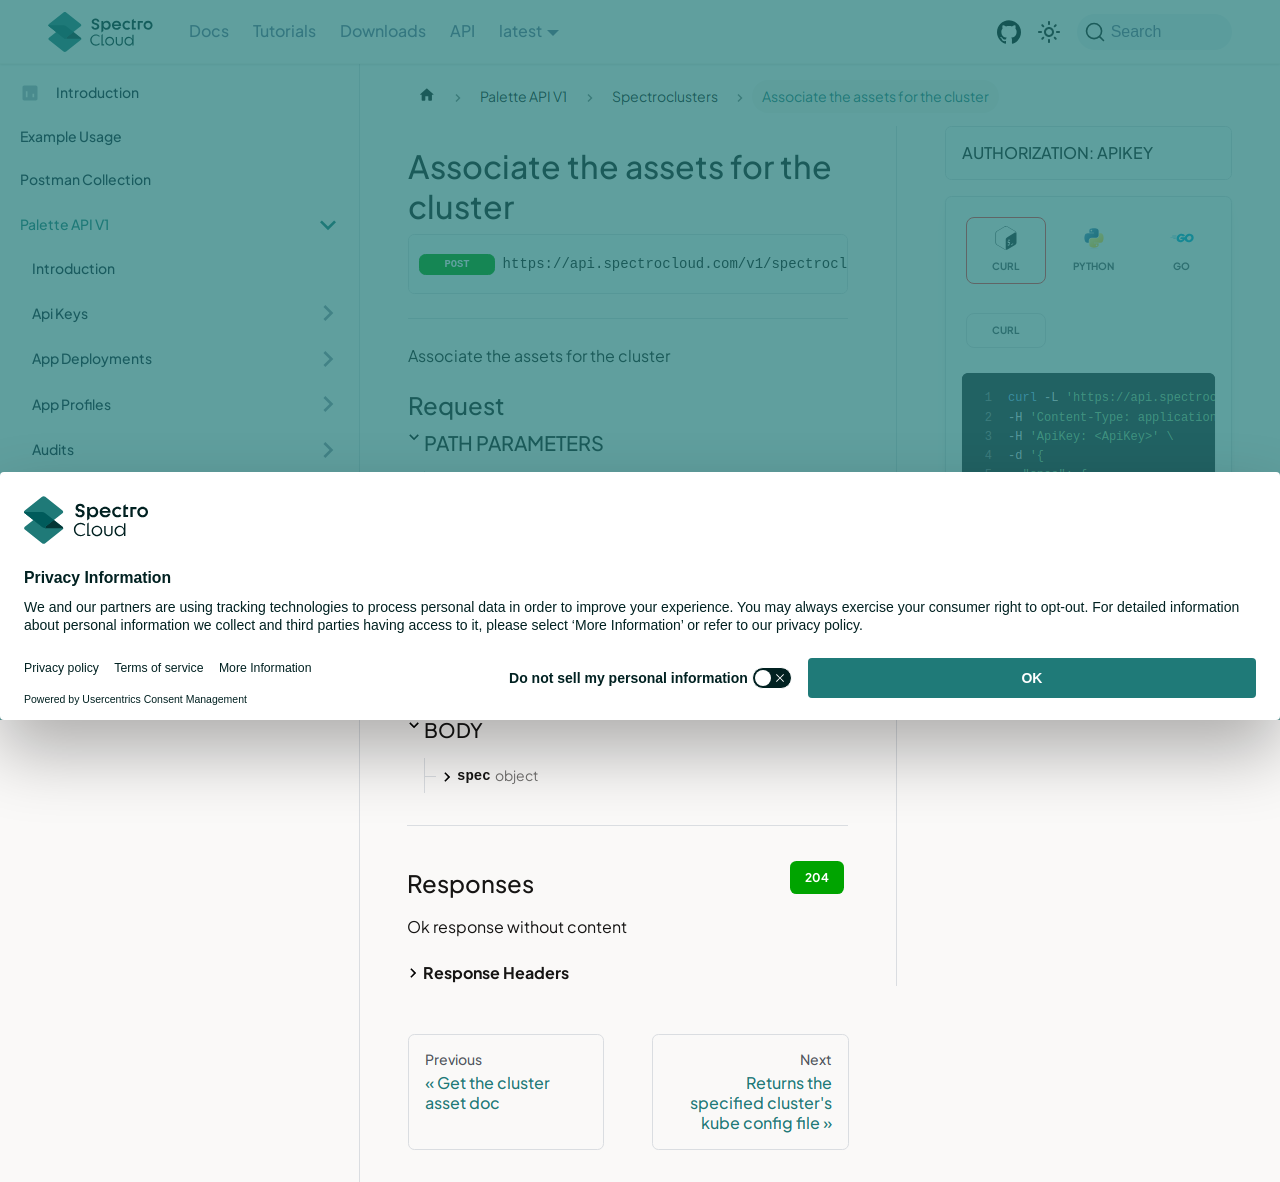 Spectro
Cloud
Docs
Tutorials
Downloads
API
latest
Search
Introduction
Example Usage
Postman Collection
Palette API V1
Introduction
Api Keys
App Deployments
App Profiles
Audits
Palette API V1
Spectroclusters
Associate the assets for the cluster
Associate the assets for the
cluster
POST https://api.spectrocloud.com/v1/spectrocl
Associate the assets for the cluster
Request
PATH PARAMETERS
AUTHORIZATION: APIKEY
CURL
PYTHON
GO
CURL
1 curl -L 'https://api.spectroc
2 -H 'Content-Type: application
3 -H 'ApiKey: <ApiKey>' \
4 -d '{
Spectro
Cloud
Privacy Information
We and our partners are using tracking technologies to process personal data in order to improve your experience. You may always exercise your consumer right to opt-out. For detailed information
about personal information we collect and third parties having access to it, please select ‘More Information’ or refer to our privacy policy.
Privacy policy
Terms of service
More Information
Do not sell my personal information
OK
Powered by Usercentrics Consent Management
BODY
spec object
Responses
204
Ok response without content
Response Headers
Previous
« Get the cluster
asset doc
Next
Returns the
specified cluster's
kube config file »